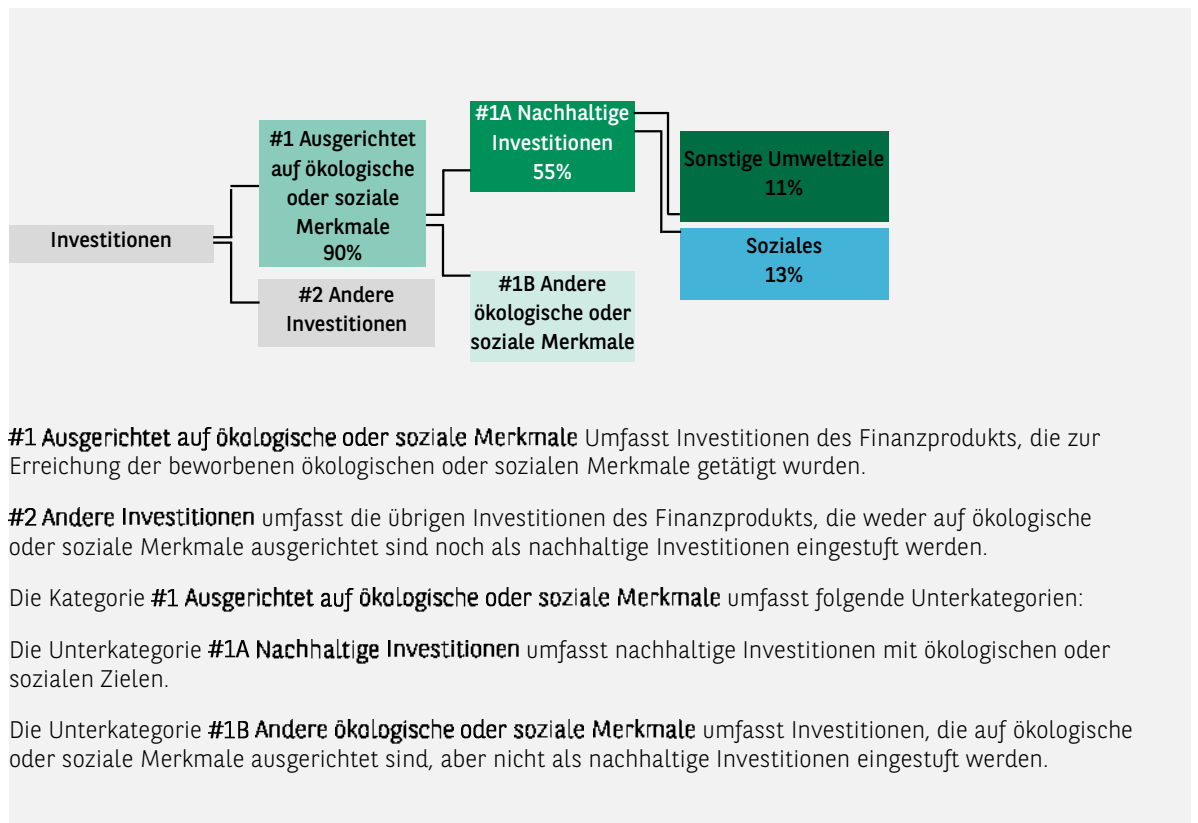 #1A Nachhaltige
Investitionen
55%
#1 Ausgerichtet
auf ökologische
oder soziale
Merkmale
90%
Sonstige Umweltziele
11%
Investitionen
Soziales
13%
#2 Andere
Investitionen
#1B Andere
ökologische oder
soziale Merkmale
#1 Ausgerichtet auf ökologische oder soziale Merkmale Umfasst Investitionen des Finanzprodukts, die zur
Erreichung der beworbenen ökologischen oder sozialen Merkmale getätigt wurden.
#2 Andere Investitionen umfasst die übrigen Investitionen des Finanzprodukts, die weder auf ökologische
oder soziale Merkmale ausgerichtet sind noch als nachhaltige Investitionen eingestuft werden.
Die Kategorie #1 Ausgerichtet auf ökologische oder soziale Merkmale umfasst folgende Unterkategorien:
Die Unterkategorie #1A Nachhaltige Investitionen umfasst nachhaltige Investitionen mit ökologischen oder
sozialen Zielen.
Die Unterkategorie #1B Andere ökologische oder soziale Merkmale umfasst Investitionen, die auf ökologische
oder soziale Merkmale ausgerichtet sind, aber nicht als nachhaltige Investitionen eingestuft werden.